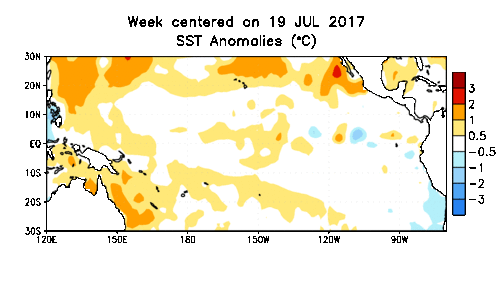 Week centered on 19 JUL 2017
SST Anomalies (°C)
30N
20N
10N
EQ
10S
20S
30S
120E 150E 180 150W 120W 90W
3
2
1
0.5
-0.5
-1
-2
-3